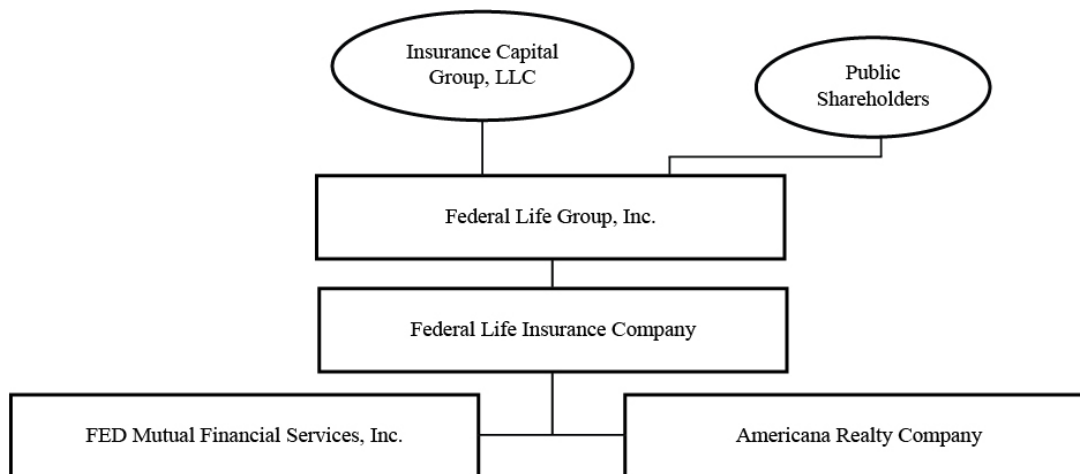 Insurance Capital
Group, LLC
Public
Shareholders
Federal Life Group, Inc.
Federal Life Insurance Company
FED Mutual Financial Services, Inc.
Americana Realty Company